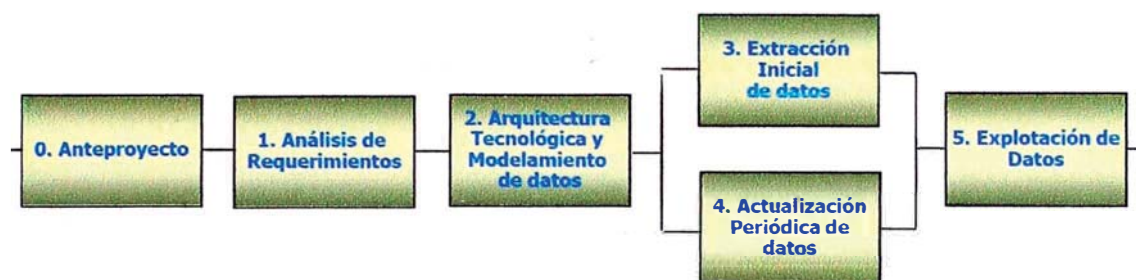 0. Anteproyecto
1. Análisis de
Requerimientos
2. Arquitectura
Tecnológica y
Modelamiento
de datos
3. Extracción
Inicial
de datos
4. Actualización
Periódica de
datos
5. Explotación de
Datos